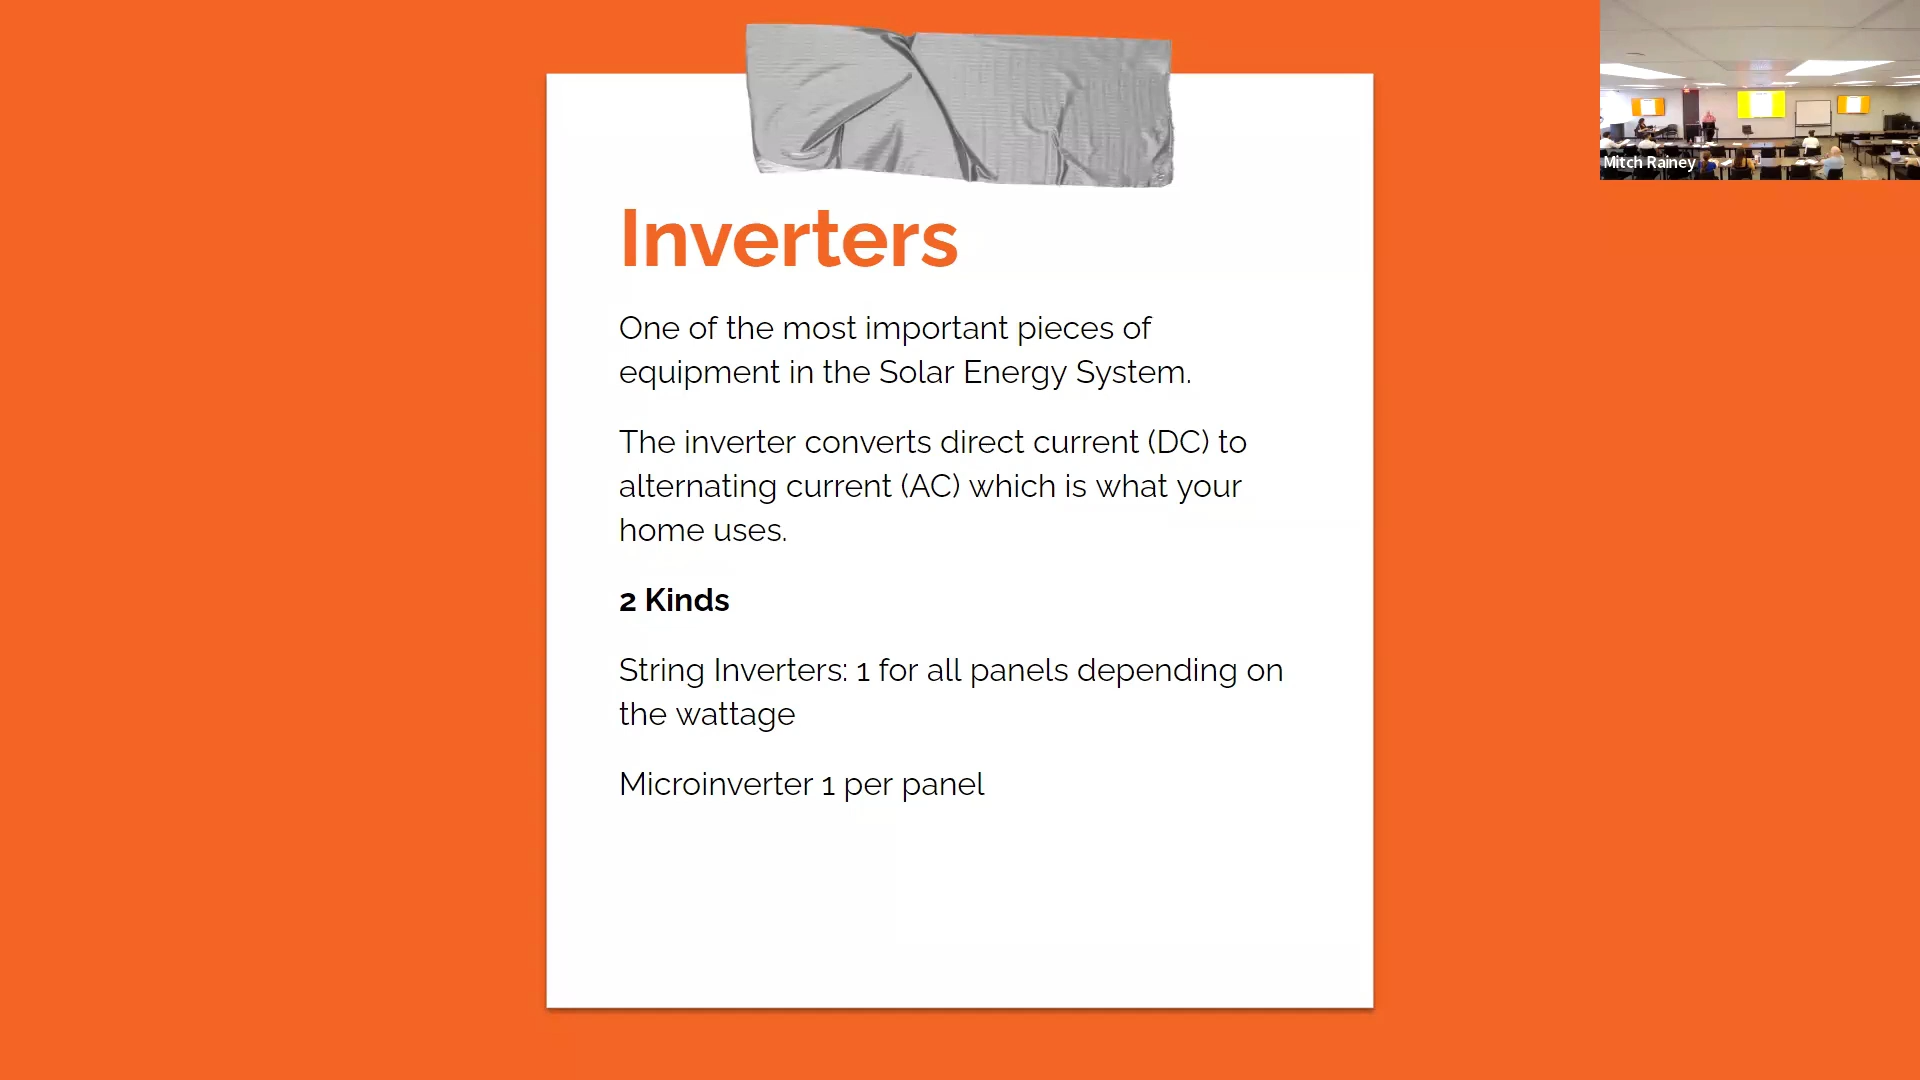 Inverters
One of the most important pieces of
equipment in the Solar Energy System.
The inverter converts direct current (DC) to
alternating current (AC) which is what your
home uses.
2 Kinds
String Inverters: 1 for all panels depending on
the wattage
Microinverter 1 per panel
Mitch Rainey